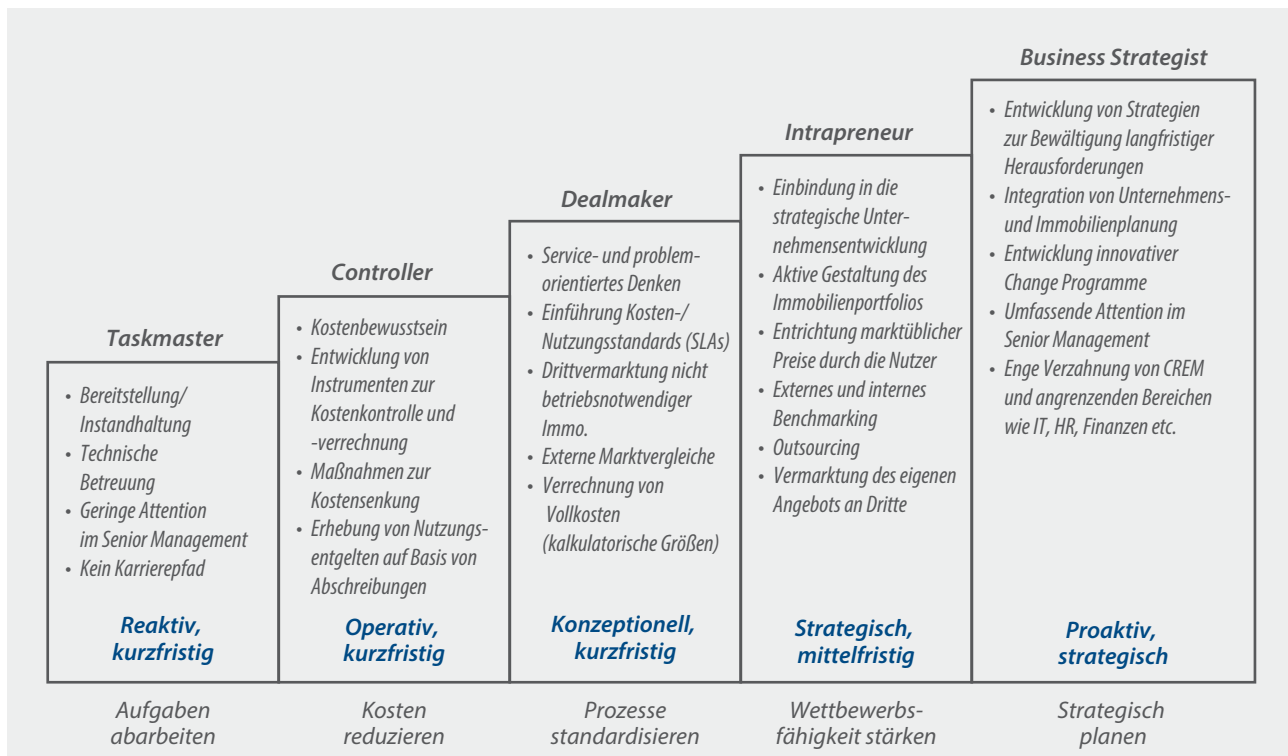 Taskmaster
• Bereitstellung/
Instandhaltung
• Technische
Betreuung
• Geringe Attention
im Senior Management
• Kein Karrierepfad
Reaktiv,
kurzfristig
Aufgaben
abarbeiten
Controller
• Kostenbewusstsein
• Entwicklung von
Instrumenten zur
Kostenkontrolle und
-verrechnung
• Maßnahmen zur
Kostensenkung
• Erhebung von Nutzungs-
entgelten auf Basis von
Abschreibungen
Operativ,
kurzfristig
Kosten
reduzieren
Dealmaker
• Service- und problem-
orientiertes Denken
• Einführung Kosten-/
Nutzungsstandards (SLAs)
• Drittvermarktung nicht
betriebsnotwendiger
Immo.
• Externe Marktvergleiche
• Verrechnung von
Vollkosten
(kalkulatorische Größen)
Konzeptionell,
kurzfristig
Prozesse
standardisieren
Intrapreneur
• Einbindung in die
strategische Unter-
nehmensentwicklung
• Aktive Gestaltung des
Immobilienportfolios
• Entrichtung marktüblicher
Preise durch die Nutzer
• Externes und internes
Benchmarking
• Outsourcing
• Vermarktung des eigenen
Angebots an Dritte
Strategisch,
mittelfristig
Wettbewerbs-
fähigkeit stärken
Business Strategist
• Entwicklung von Strategien
zur Bewältigung langfristiger
Herausforderungen
• Integration von Unternehmens-
und Immobilienplanung
• Entwicklung innovativer
Change Programme
• Umfassende Attention im
Senior Management
• Enge Verzahnung von CREM
und angrenzenden Bereichen
wie IT, HR, Finanzen etc.
Proaktiv,
strategisch
Strategisch
planen